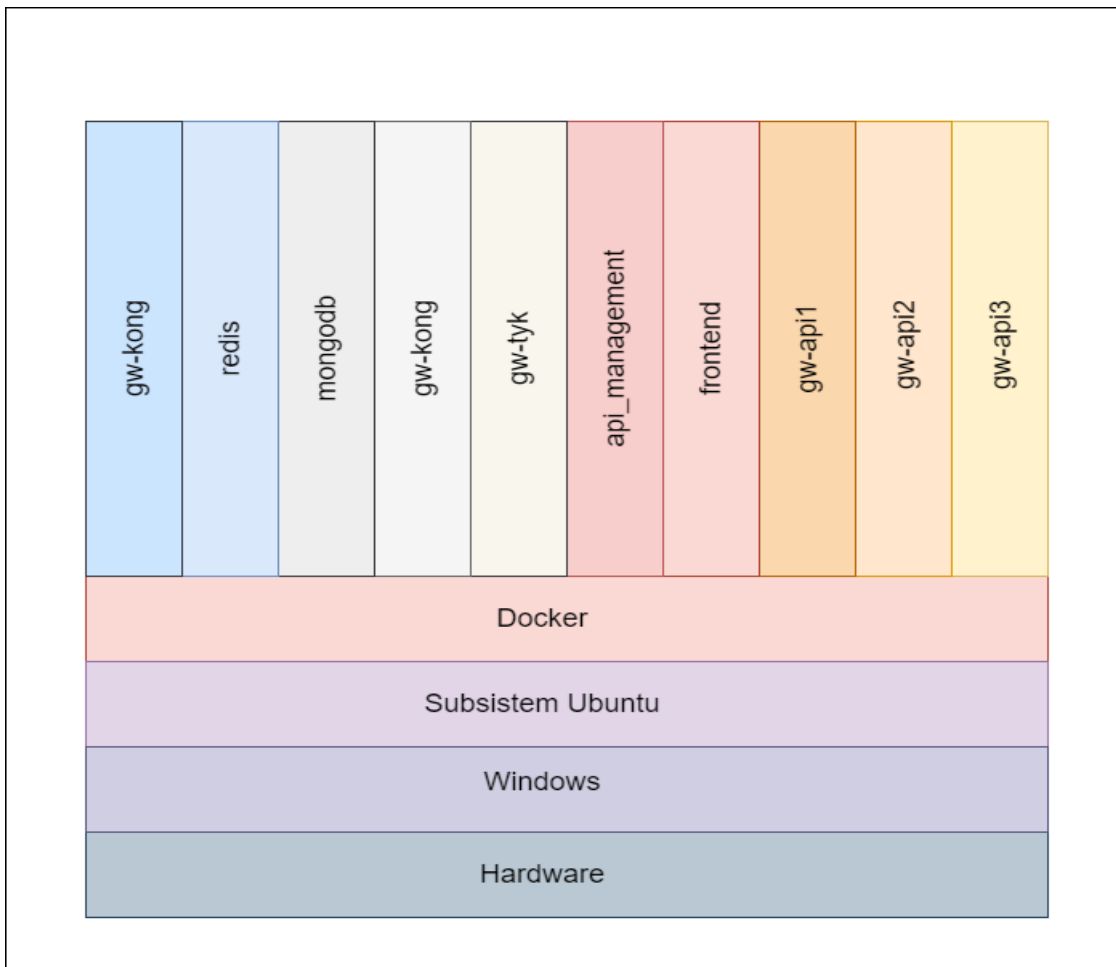 gw-kong
redis
mongodb
gw-kong
gw-tyk
api_management
frontend
gw-api1
gw-api2
gw-api3
Docker
Subsistem Ubuntu
Windows
Hardware